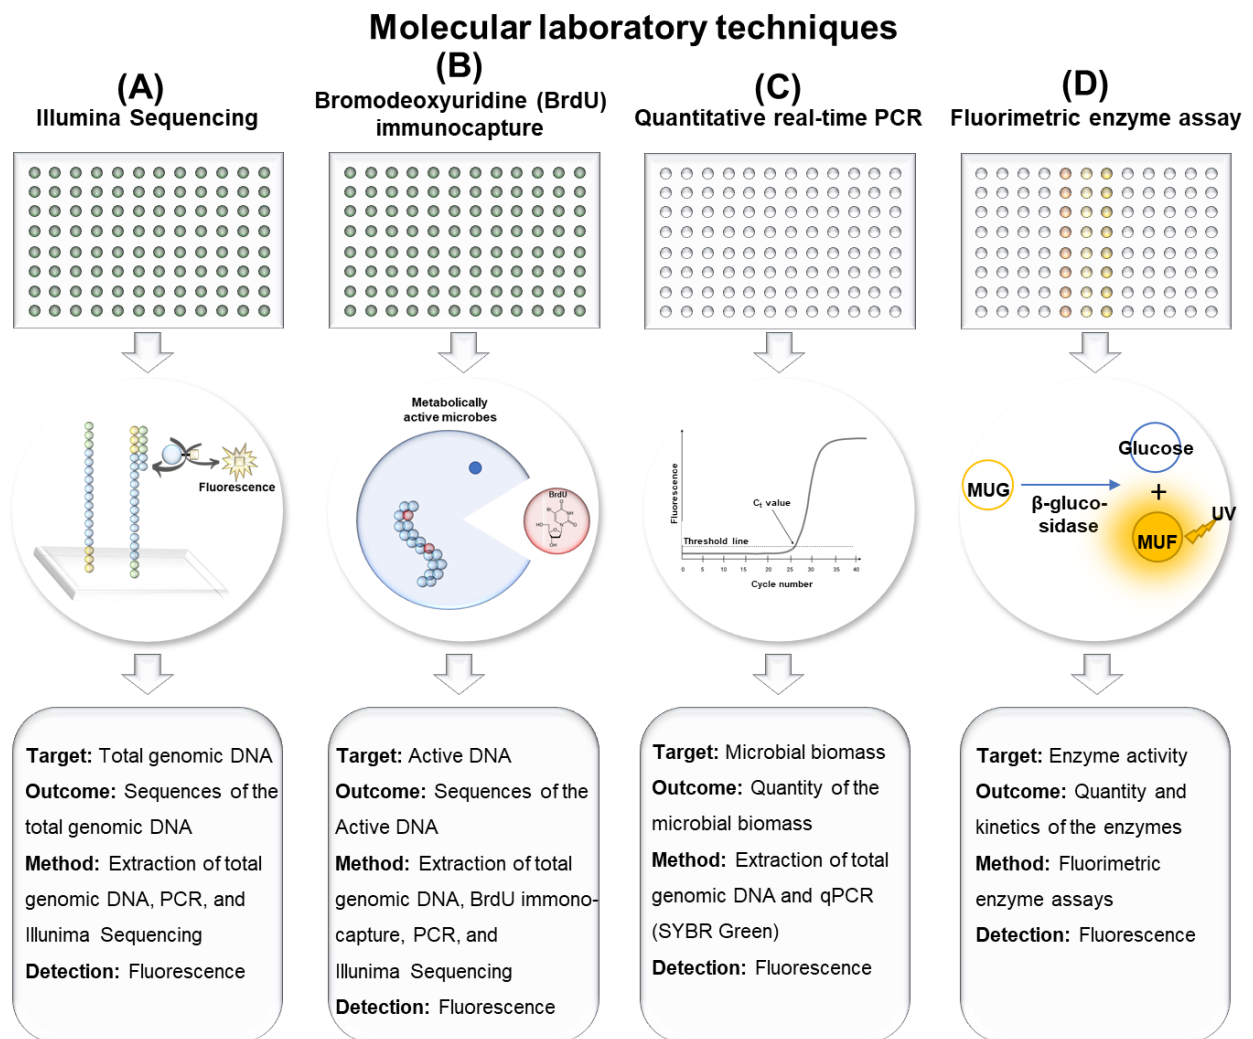 Molecular laboratory techniques
(A)
Illumina Sequencing
(B)
Bromodeoxyuridine (BrdU)
immunocapture
(C)
Quantitative real-time PCR
(D)
Fluorimetric enzyme assay
Fluorescence
Metabolically
active microbes
BrdU
Br
O
NH
N
O
HO
O
OH
Fluorescence
Ct value
Threshold line
0 5 10 15 20 25 30 35 40
Cycle number
MUG
β-gluco-
sidase
Glucose
+
MUF
UV
Target: Total genomic DNA
Outcome: Sequences of the
total genomic DNA
Method: Extraction of total
genomic DNA, PCR, and
Illunima Sequencing
Detection: Fluorescence
Target: Active DNA
Outcome: Sequences of the
Active DNA
Method: Extraction of total
genomic DNA, BrdU immono-
capture, PCR, and
Illunima Sequencing
Detection: Fluorescence
Target: Microbial biomass
Outcome: Quantity of the
microbial biomass
Method: Extraction of total
genomic DNA and qPCR
(SYBR Green)
Detection: Fluorescence
Target: Enzyme activity
Outcome: Quantity and
kinetics of the enzymes
Method: Fluorimetric
enzyme assays
Detection: Fluorescence